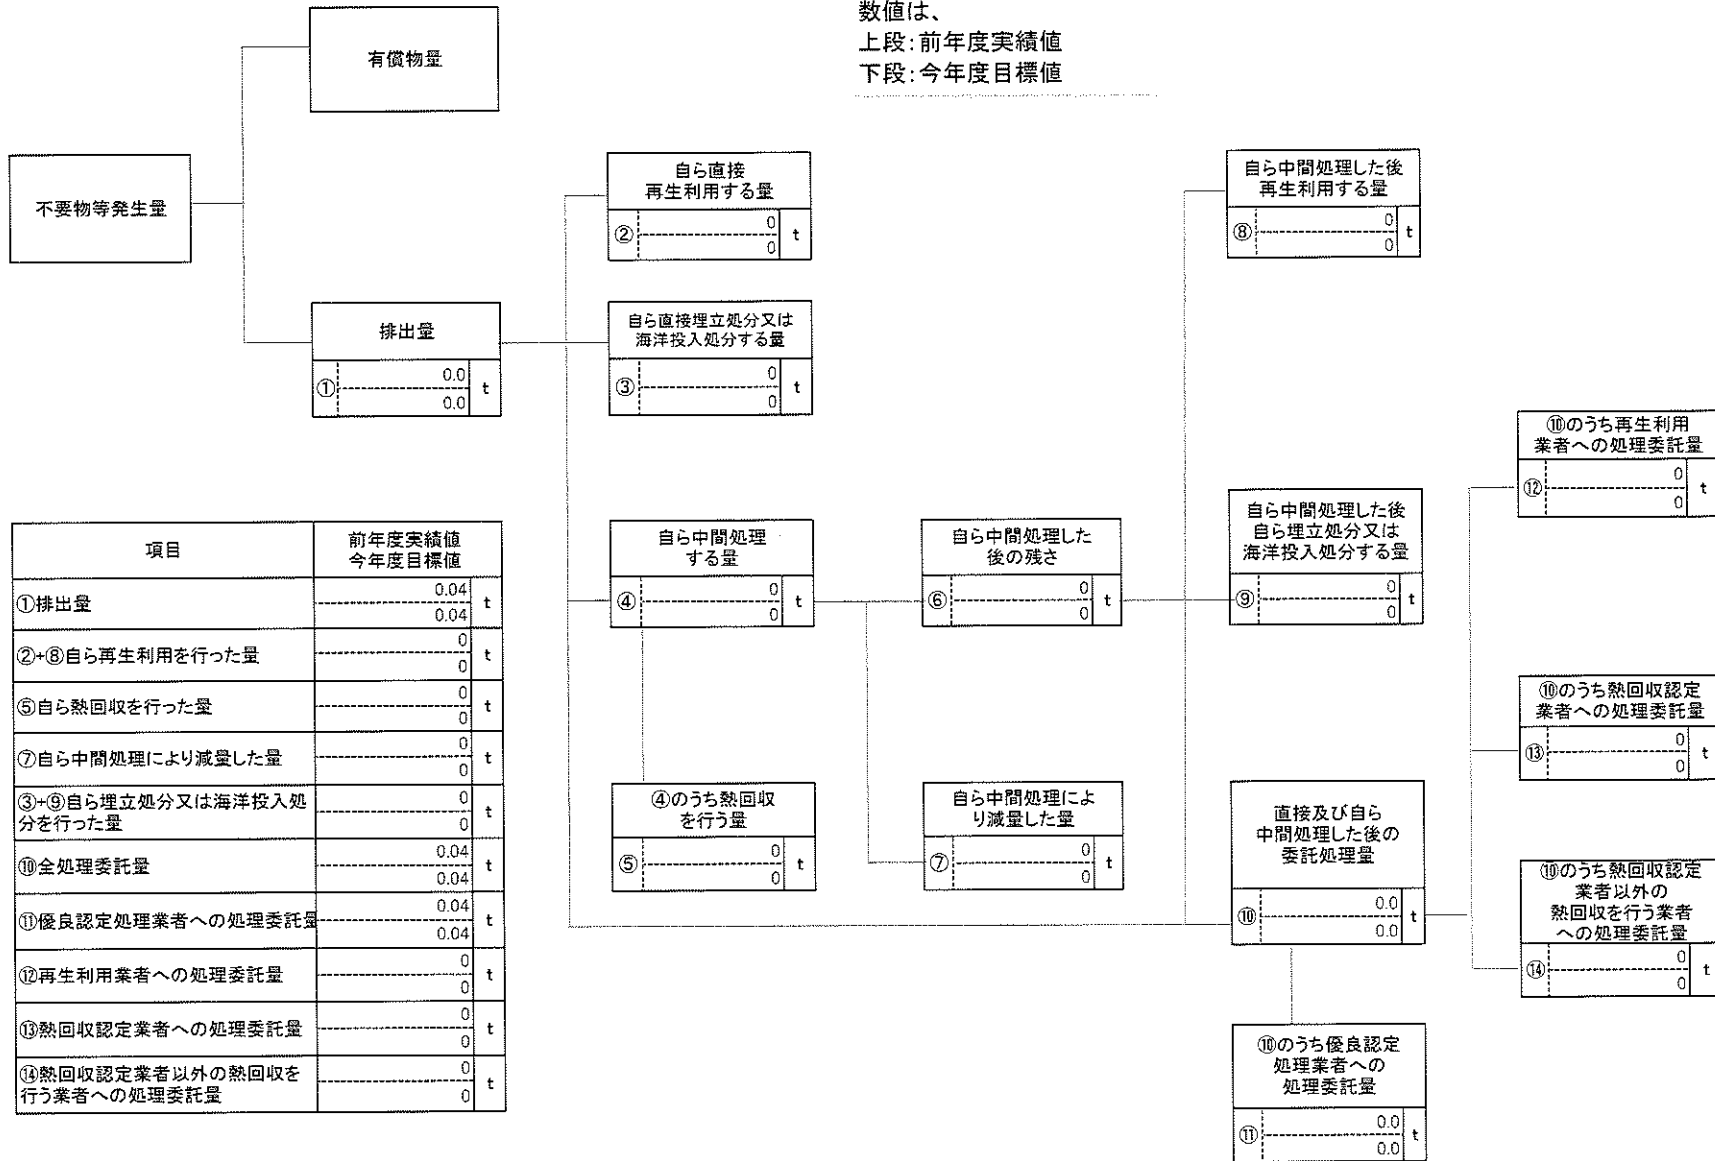 数値は、
上段:前年度実績値
下段:今年度目標値
有償物量
不要物等発生量
排出量
①
0.0
0.0
t
自ら直接
再生利用する量
②
0
0
t
自ら直接埋立処分又は
海洋投入処分する量
③
0
0
t
自ら中間処理
する量
④
0
0
t
④のうち熱回収
を行う量
⑤
0
0
t
自ら中間処理した
後の残さ
⑥
0
0
t
自ら中間処理によ
り減量した量
⑦
0
0
t
自ら中間処理した後
再生利用する量
⑧
0
0
t
自ら中間処理した後
自ら埋立処分又は
海洋投入処分する量
⑨
0
0
t
直接及び自ら
中間処理した後の
委託処理量
⑩
0.0
0.0
t
⑩のうち優良認定
処理業者への
処理委託量
⑪
0.0
0.0
t
⑩のうち再生利用
業者への処理委託量
⑫
0
0
t
⑩のうち熱回収認定
業者への処理委託量
⑬
0
0
t
⑩のうち熱回収認定
業者以外の
熱回収を行う業者
への処理委託量
⑭
0
0
t
項目
前年度実績値
今年度目標値
①排出量
0.04
0.04
t
②+⑧自ら再生利用を行った量
0
0
t
⑤自ら熱回収を行った量
0
0
t
⑦自ら中間処理により減量した量
0
0
t
③+⑨自ら埋立処分又は海洋投入処
分を行った量
0
0
t
⑩全処理委託量
0.04
0.04
t
⑪優良認定処理業者への処理委託量
0.04
0.04
t
⑫再生利用業者への処理委託量
0
0
t
⑬熱回収認定業者への処理委託量
0
0
t
⑭熱回収認定業者以外の熱回収を
行う業者への処理委託量
0
0
t